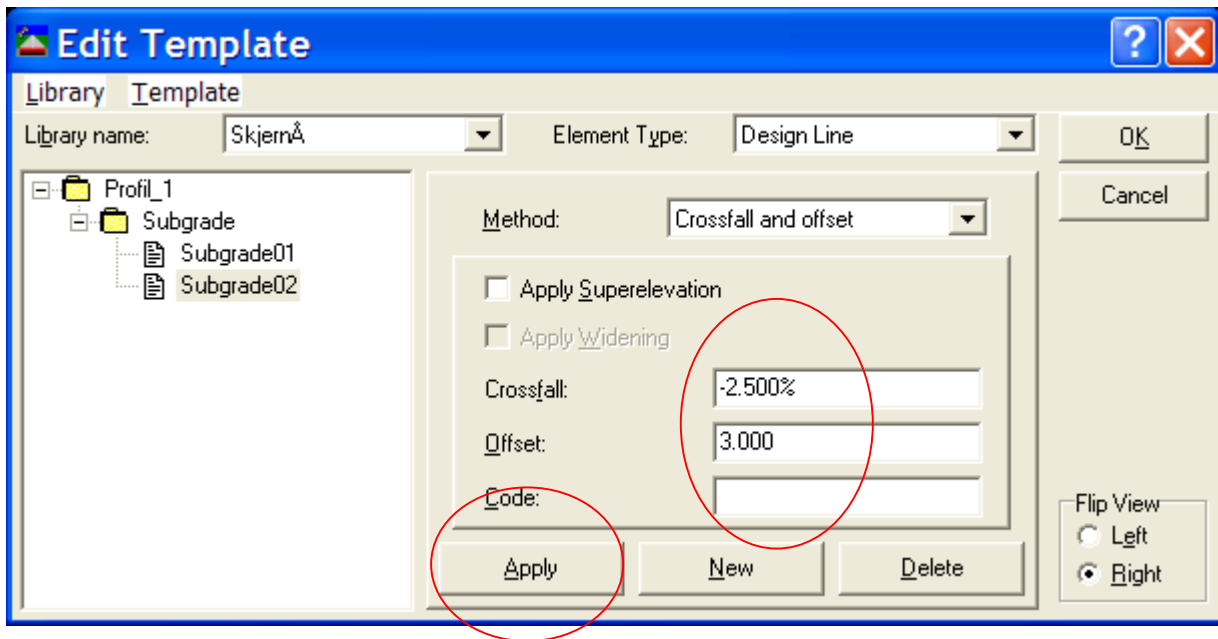 Edit Template
Library Template
Library name: SkjernÅ Element Type: Design Line OK
Cancel
Profil_1
Subgrade
Subgrade01
Subgrade02
Method: Crossfall and offset
Apply Superelevation
Apply Widening
Crossfall: -2.500%
Offset: 3.000
Code:
Apply New Delete
Flip View
Left
Right